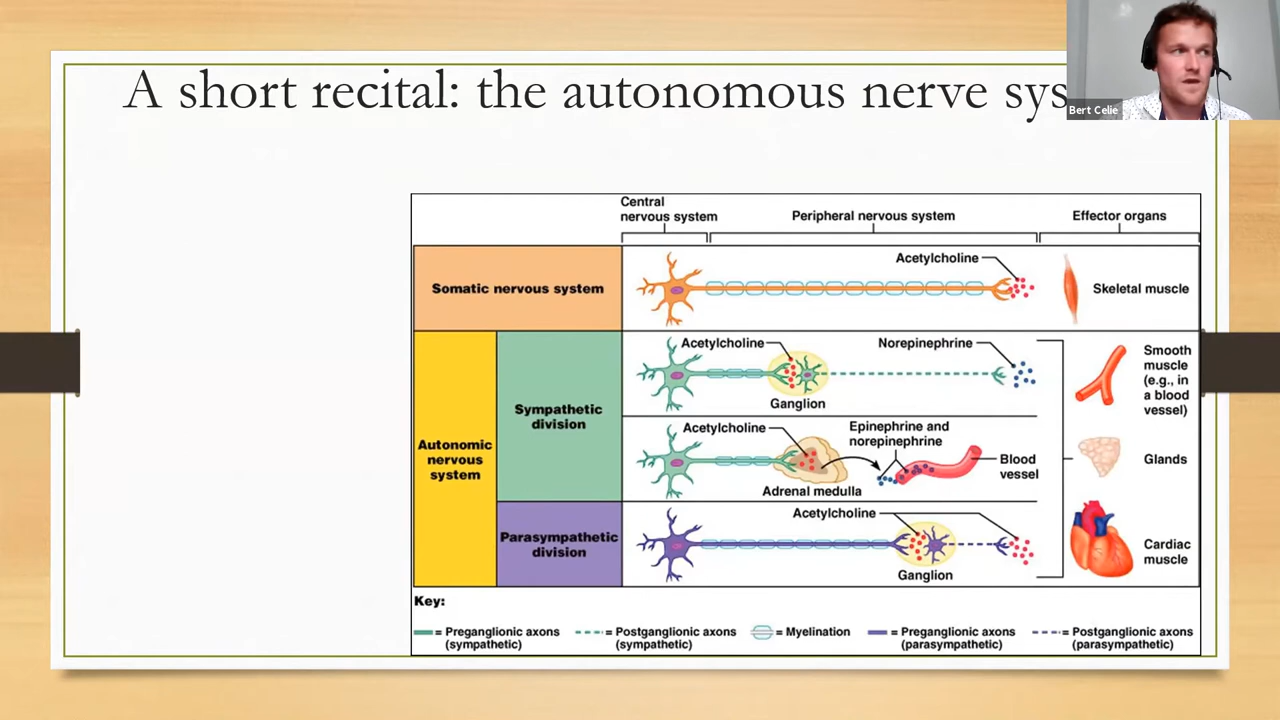 A short recital: the autonomous nerve sys
Bert Celie
Central
nervous system
Peripheral nervous system
Effector organs
Somatic nervous system
Acetylcholine
Skeletal muscle
Autonomic
nervous
system
Sympathetic
division
Acetylcholine
Norepinephrine
Ganglion
Smooth
muscle
(e.g., in
a blood
vessel)
Acetylcholine
Epinephrine and
norepinephrine
Adrenal medulla
Blood
vessel
Glands
Parasympathetic
division
Acetylcholine
Ganglion
Cardiac
muscle
Key:
= Preganglionic axons
(sympathetic)
= Postganglionic axons
(sympathetic)
= Myelination
= Preganglionic axons
(parasympathetic)
= Postganglionic axons
(parasympathetic)